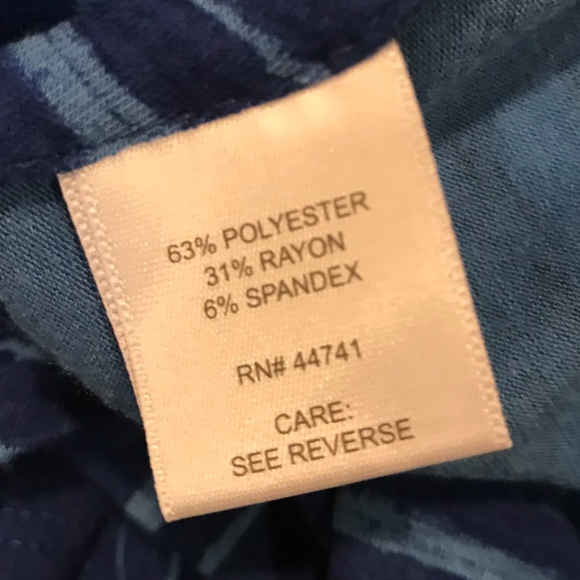 63% POLYESTER
31% RAYON
6% SPANDEX
RN# 44741
CARE:
SEE REVERSE